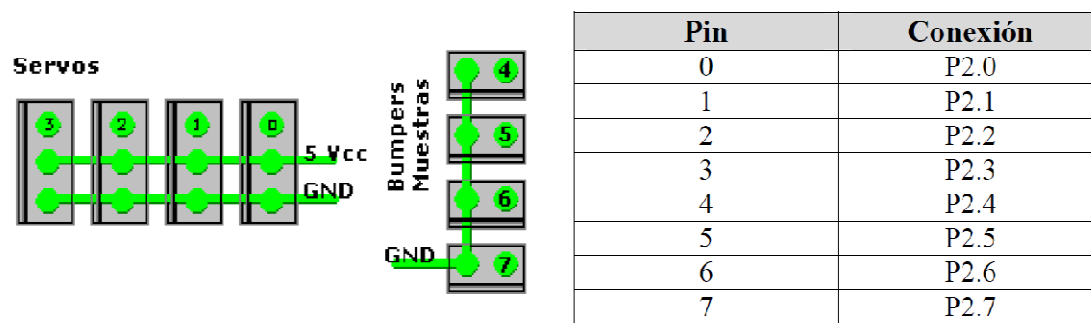 Servos
3 2 1 0
5 Vcc
GND
Bumpers
Muestras
4
5
6
GND 7
Pin Conexión
0 P2.0
1 P2.1
2 P2.2
3 P2.3
4 P2.4
5 P2.5
6 P2.6
7 P2.7